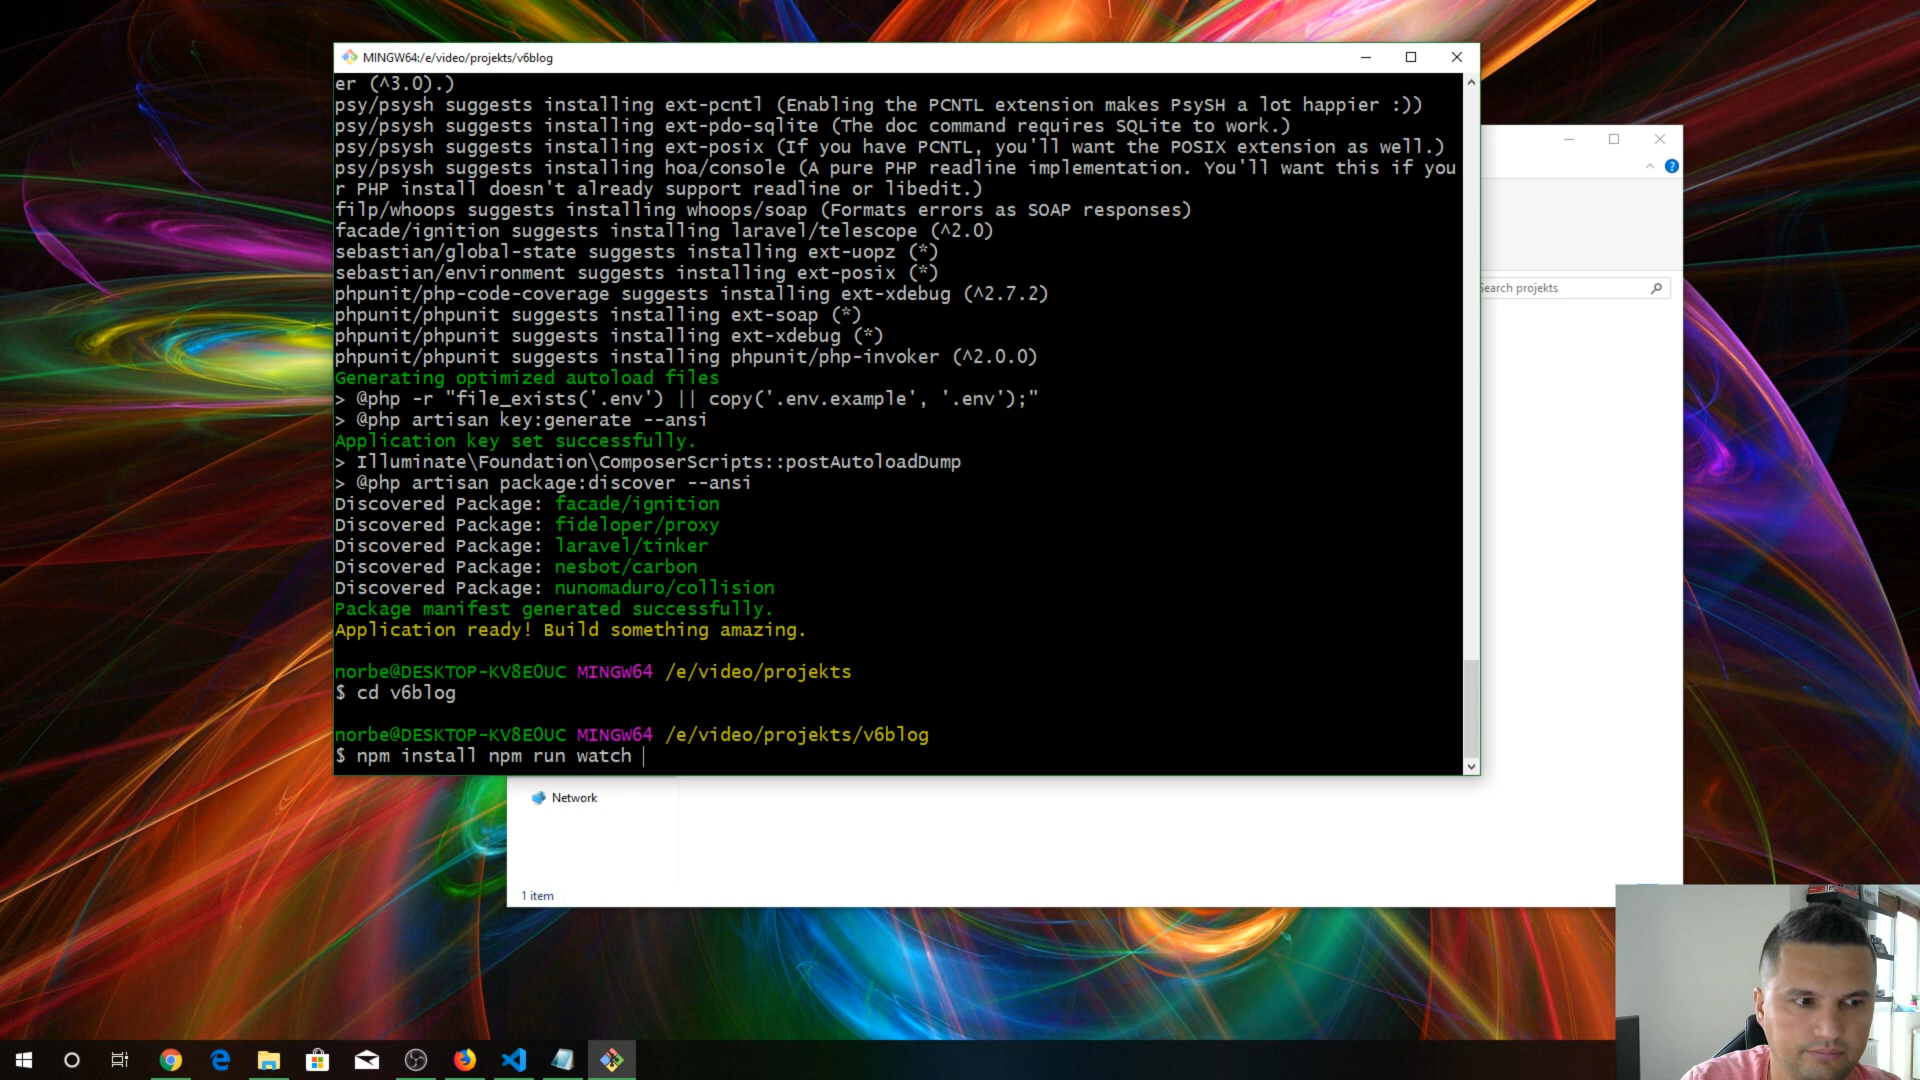 MINGW64:/e/video/projekts/v6blog
er (^3.0).)
psy/psysh suggests installing ext-pcntl (Enabling the PCNTL extension makes PsySH a lot happier :))
psy/psysh suggests installing ext-pdo-sqlite (The doc command requires SQLite to work.)
psy/psysh suggests installing ext-posix (If you have PCNTL, you'll want the POSIX extension as well.)
psy/psysh suggests installing hoa/console (A pure PHP readline implementation. You'll want this if you
r PHP install doesn't already support readline or libedit.)
filp/whoops suggests installing whoops/soap (Formats errors as SOAP responses)
facade/ignition suggests installing laravel/telescope (^2.0)
sebastian/global-state suggests installing ext-uopz (*)
sebastian/environment suggests installing ext-posix (*)
phpunit/php-code-coverage suggests installing ext-xdebug (^2.7.2)
phpunit/phpunit suggests installing ext-soap (*)
phpunit/phpunit suggests installing ext-xdebug (*)
phpunit/phpunit suggests installing phpunit/php-invoker (^2.0.0)
Generating optimized autoload files
> @php -r "file_exists('.env') || copy('.env.example', '.env');"
> @php artisan key:generate --ansi
Application key set successfully.
> Illuminate\Foundation\ComposerScripts::postAutoloadDump
> @php artisan package:discover --ansi
Discovered Package: facade/ignition
Discovered Package: fideloper/proxy
Discovered Package: laravel/tinker
Discovered Package: nesbot/carbon
Discovered Package: nunomaduro/collision
Package manifest generated successfully.
Application ready! Build something amazing.
norbe@DESKTOP-KV8E0UC MINGW64 /e/video/projekts
$ cd v6blog
norbe@DESKTOP-KV8E0UC MINGW64 /e/video/projekts/v6blog
$ npm install npm run watch
Search projekts
Network
1 item